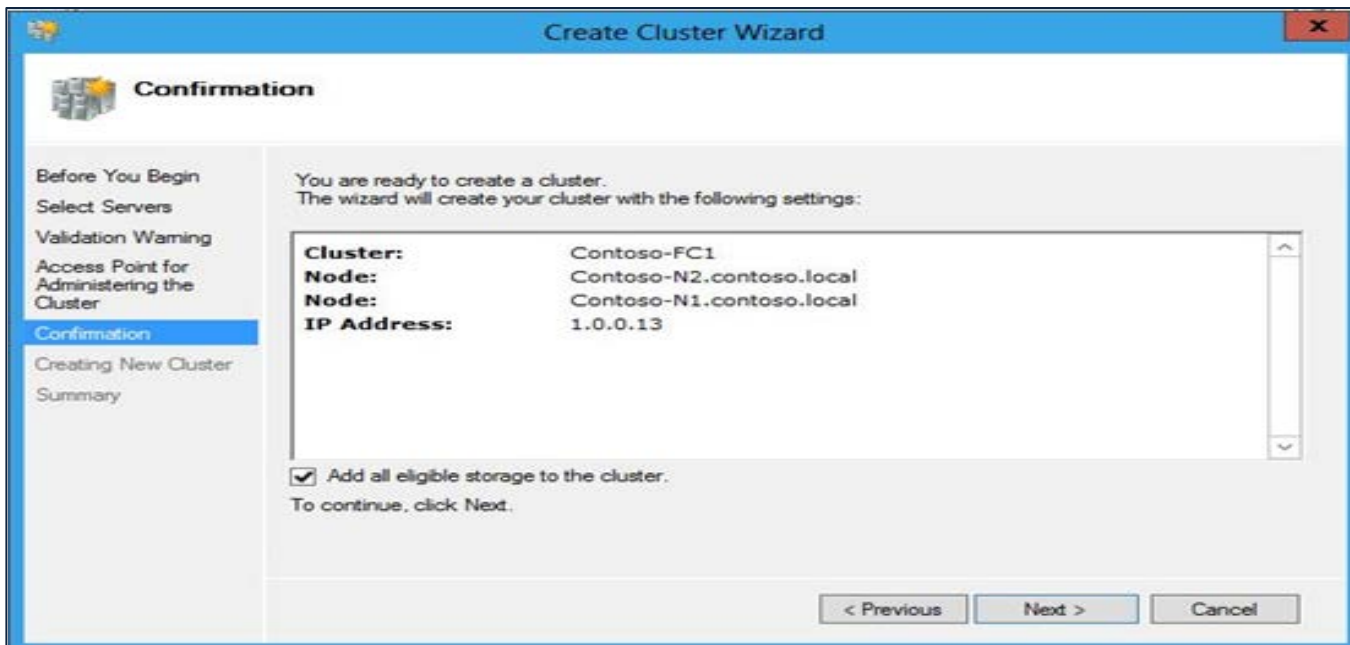 Create Cluster Wizard
Confirmation
Before You Begin
Select Servers
Validation Warning
Access Point for
Administering the
Cluster
Confirmation
Creating New Cluster
Summary
You are ready to create a cluster.
The wizard will create your cluster with the following settings:
Cluster: Contoso-FC1
Node: Contoso-N2.contoso.local
Node: Contoso-N1.contoso.local
IP Address: 1.0.0.13
Add all eligible storage to the cluster.
To continue, click Next.
< Previous Next > Cancel